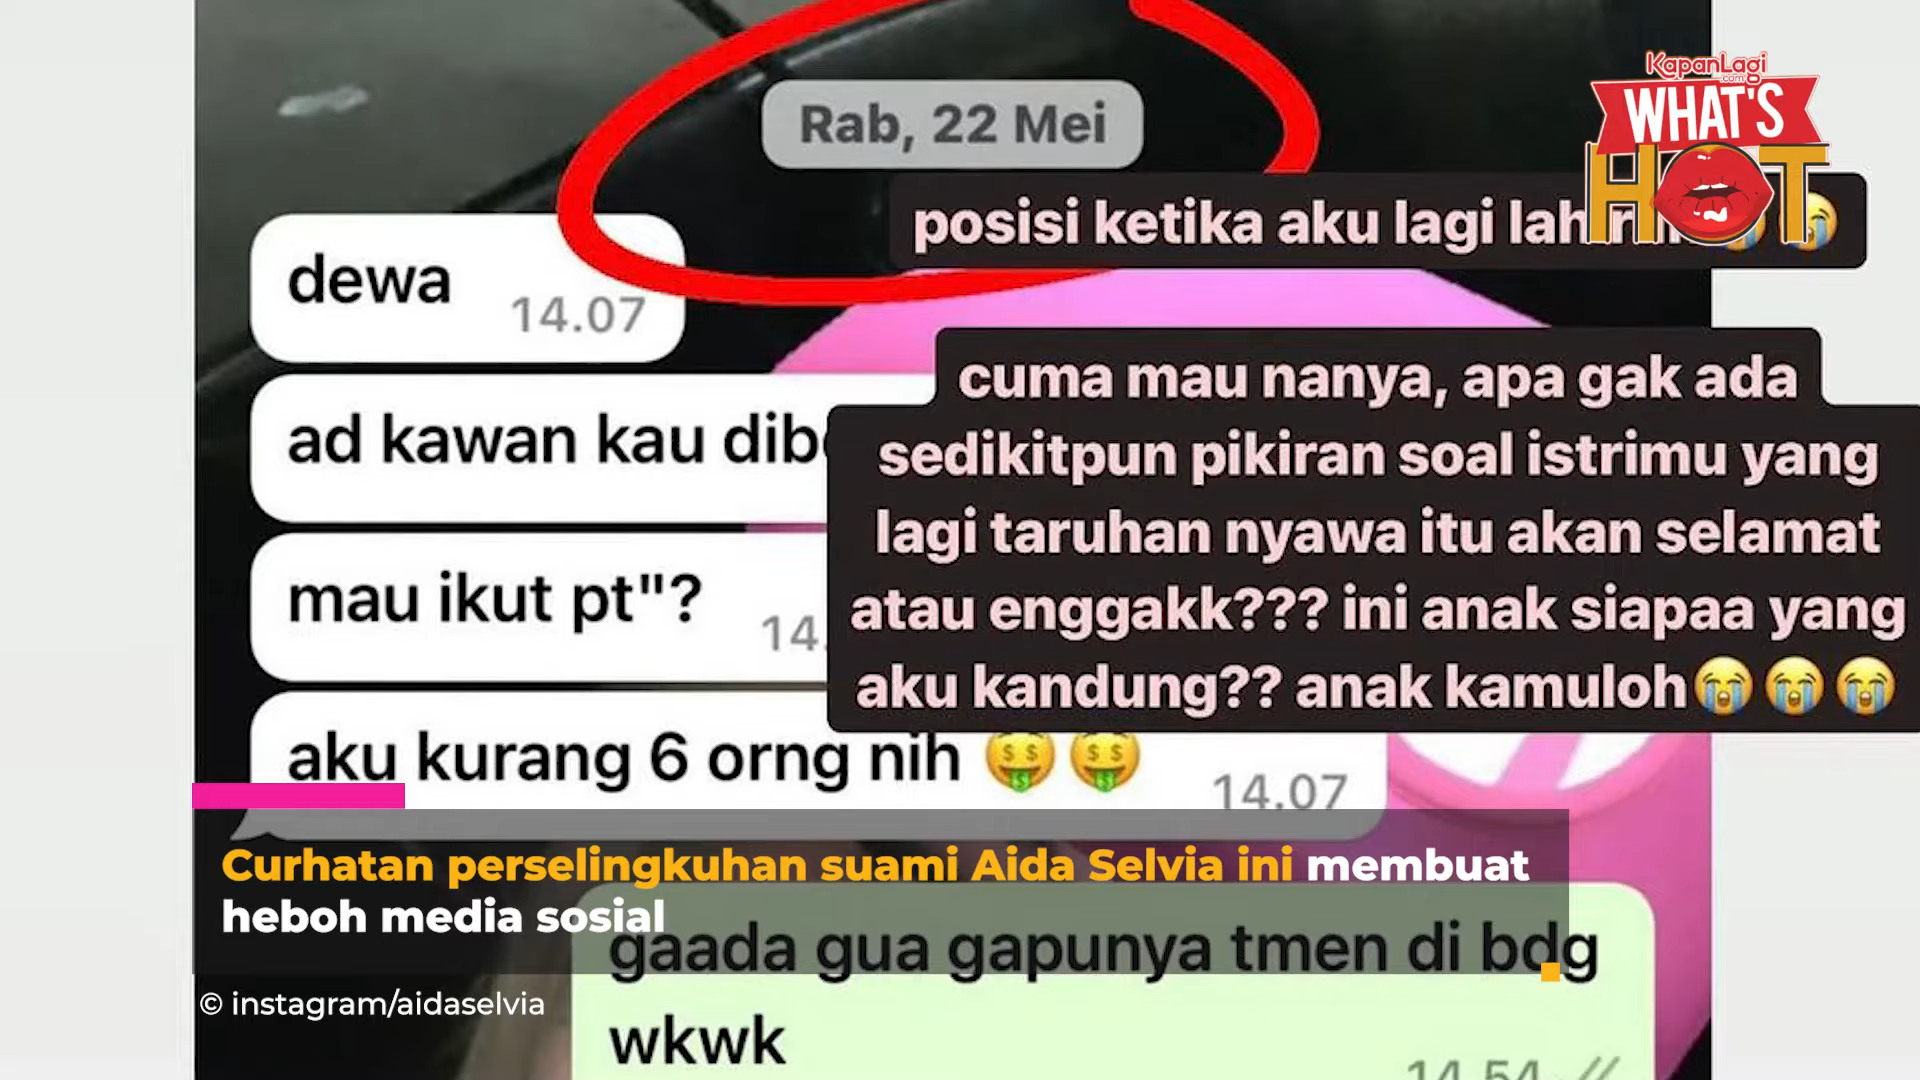 KapanLagi
.com
WHAT'S
HOT
Rab, 22 Mei
posisi ketika aku lagi
dewa
14.07
cuma mau nanya, apa gak ada
sedikitpun pikiran soal istrimu yang
lagi taruhan nyawa itu akan selamat
atau enggakk??? ini anak siapaa yang
aku kandung?? anak kamuloh😭😭😭
ad kawan kau
mau ikut pt"?
aku kurang 6 orng nih 🤑🤑
14.07
Curhatan perselingkuhan suami Aida Selvia ini membuat
heboh media sosial
gaada gua gapunya tmen di bdg
wkwk
14.54
© instagram/aidaselvia